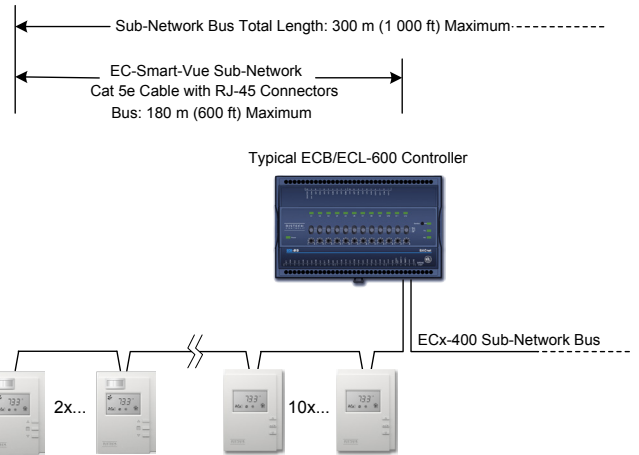 Sub-Network Bus Total Length: 300 m (1 000 ft) Maximum
EC-Smart-Vue Sub-Network
Cat 5e Cable with RJ-45 Connectors
Bus: 180 m (600 ft) Maximum
Typical ECB/ECL-600 Controller
ECx-400 Sub-Network Bus
2x...
10x...